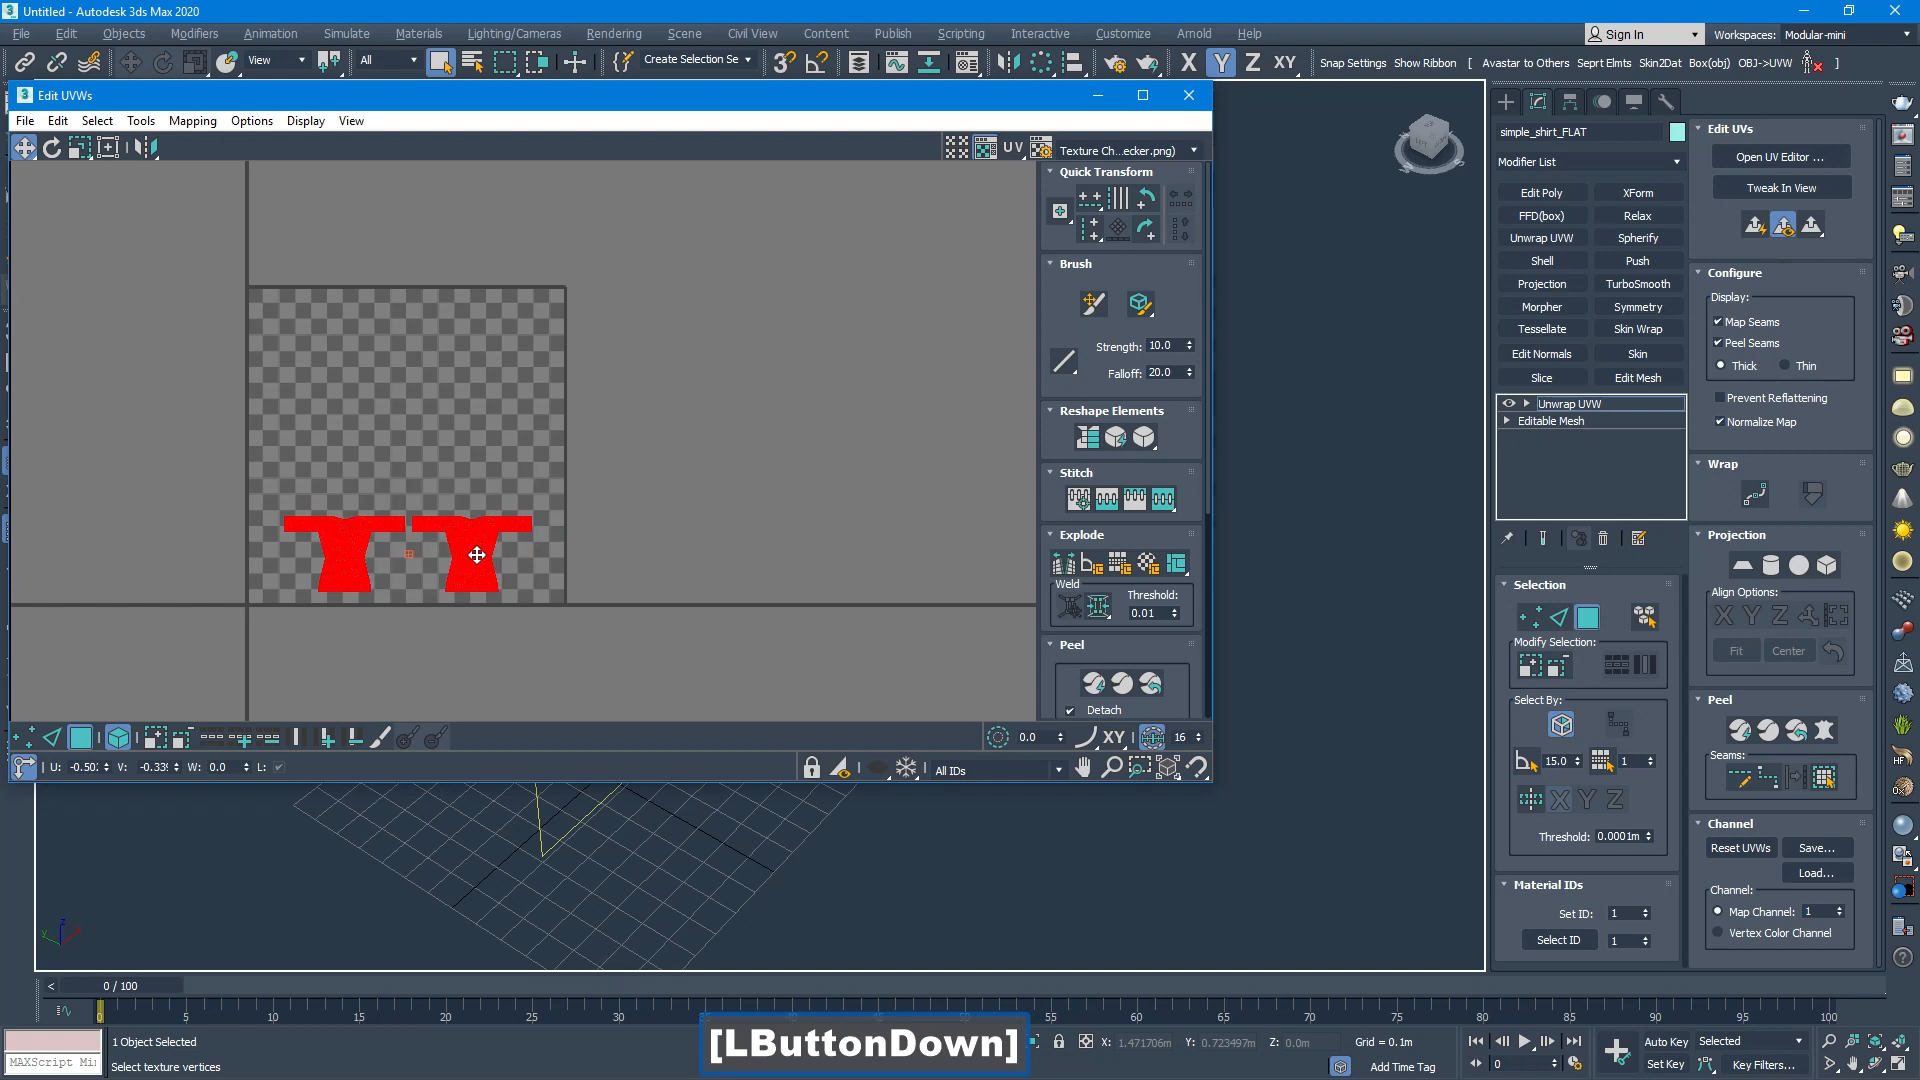 Untitled - Autodesk 3ds Max 2020
File Edit Objects Modifiers Animation Simulate Materials Lighting/Cameras Rendering Scene Civil View Content Publish Scripting Interactive Customize Arnold Help
Sign In Workspaces: Modular-mini
View All Create Selection Se X Y Z XY Snap Settings Show Ribbon [ Avastar to Others Seprt Elmts Skin2Dat Box(obj) OBJ->UVW ]
Edit UVWs
File Edit Select Tools Mapping Options Display View
UV Texture Ch...ecker.png)
Quick Transform
Brush
Strength: 10.0
Falloff: 20.0
Reshape Elements
Stitch
Explode
Weld
Threshold:
0.01
Peel
Detach
0.0 XY 16
U: -0.502 V: -0.339 W: 0.0 L:
All IDs
simple_shirt_FLAT
Modifier List
Edit Poly XForm
FFD(box) Relax
Unwrap UVW Spherify
Shell Push
Projection TurboSmooth
Morpher Symmetry
Tessellate Skin Wrap
Edit Normals Skin
Slice Edit Mesh
Unwrap UVW
Editable Mesh
Selection
Modify Selection:
Select By:
15.0 1
X Y Z
Threshold: 0.0001m
Material IDs
Set ID: 1
Select ID 1
Edit UVs
Open UV Editor ...
Tweak In View
Configure
Display:
Map Seams
Peel Seams
Thick Thin
Prevent Reflattening
Normalize Map
Wrap
Projection
Align Options:
X Y Z
Fit Center
Peel
Seams:
Channel
Reset UVWs Save...
Load...
Channel:
Map Channel: 1
Vertex Color Channel
HF
z
y
< 0 / 100
0 5 10 15 20 25 30 55 60 65 70 75 80 85 90 95 100
[LButtonDown]
1 Object Selected
MAXScript Mi
Select texture vertices
X: 1.471706m Y: 0.723497m Z: 0.0m Grid = 0.1m
Add Time Tag
0
Auto Key Selected
Set Key Key Filters...